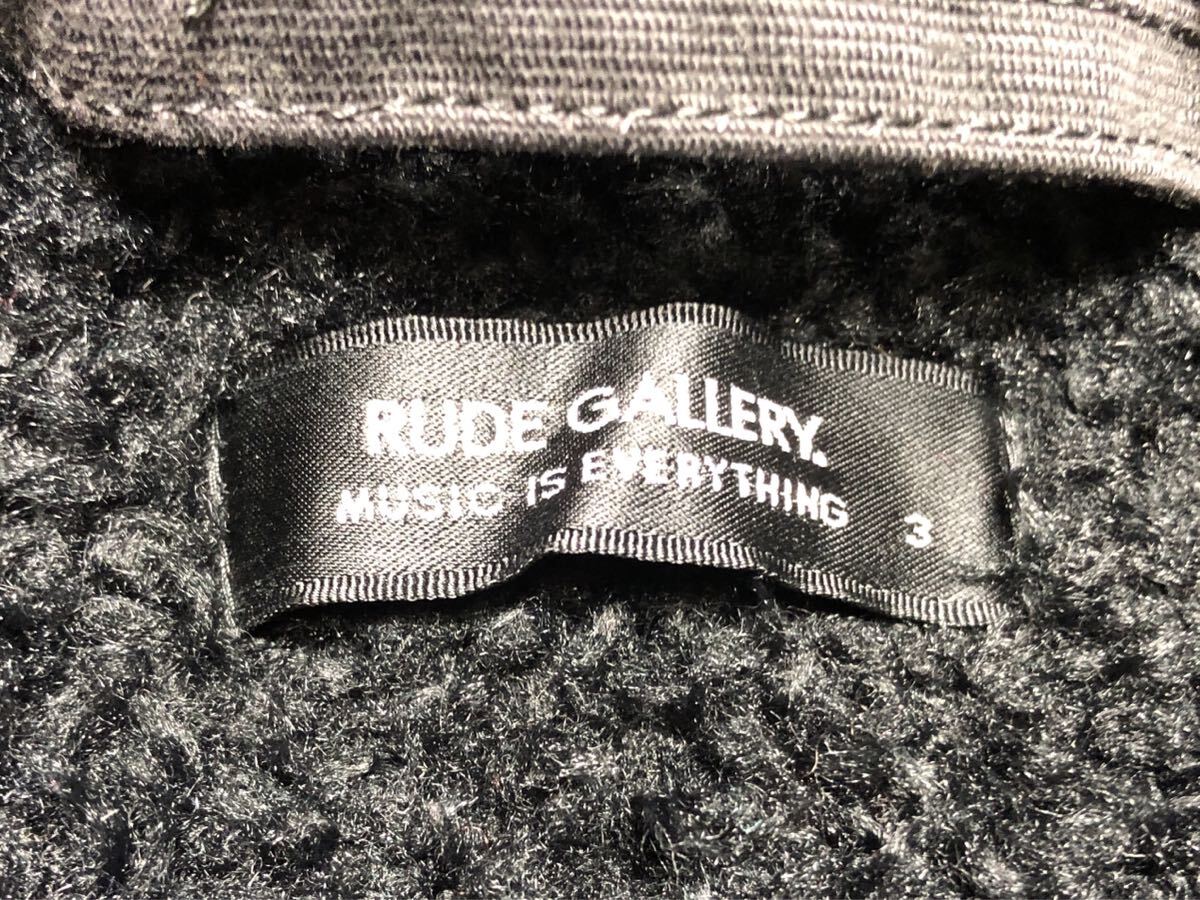 RUDE GALLERY.
MUSIC IS EVERYTHING 3